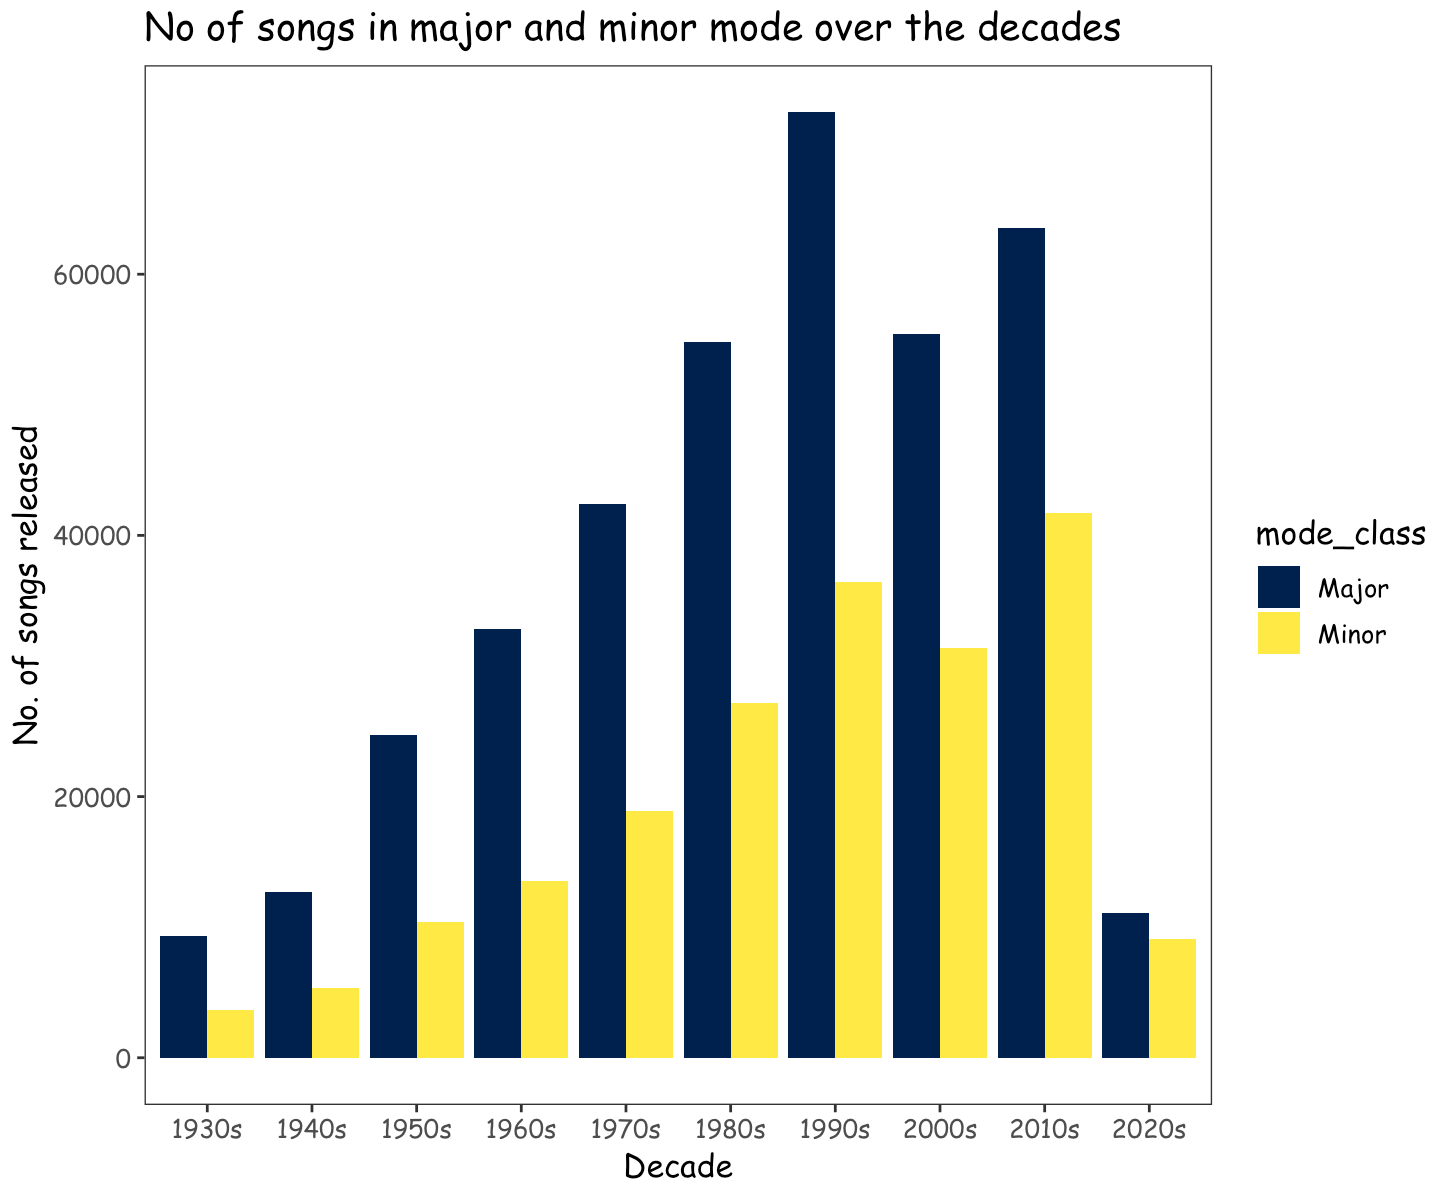 No of songs in major and minor mode over the decades
No. of songs released
60000
40000
20000
0
1930s 1940s 1950s 1960s 1970s 1980s 1990s 2000s 2010s 2020s
Decade
mode_class
Major
Minor